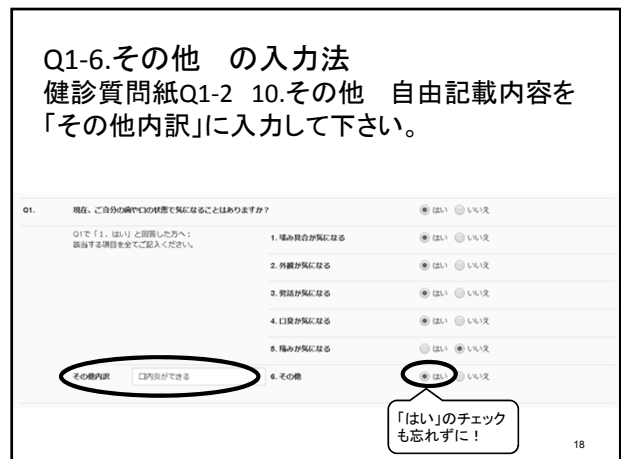 Q1-6.その他　の入力法
健診質問紙Q1-2 10.その他　自由記載内容を
「その他内訳」に入力して下さい。
Q1. 現在、ご自分の歯や口の状態で気になることはありますか？ はい いいえ
Q1で「1．はい」と回答した方へ： 1. 噛み具合が気になる はい いいえ
該当する項目を全てご記入ください。
2. 外観が気になる はい いいえ
3. 発話が気になる はい いいえ
4. 口臭が気になる はい いいえ
5. 痛みが気になる はい いいえ
その他内訳 口内炎ができる 6. その他 はい いいえ
「はい」のチェック
も忘れずに！
18